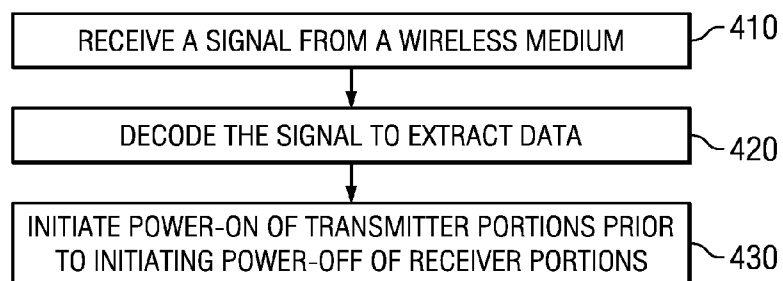 RECEIVE A SIGNAL FROM A WIRELESS MEDIUM
410
DECODE THE SIGNAL TO EXTRACT DATA
420
INITIATE POWER-ON OF TRANSMITTER PORTIONS PRIOR
TO INITIATING POWER-OFF OF RECEIVER PORTIONS
430